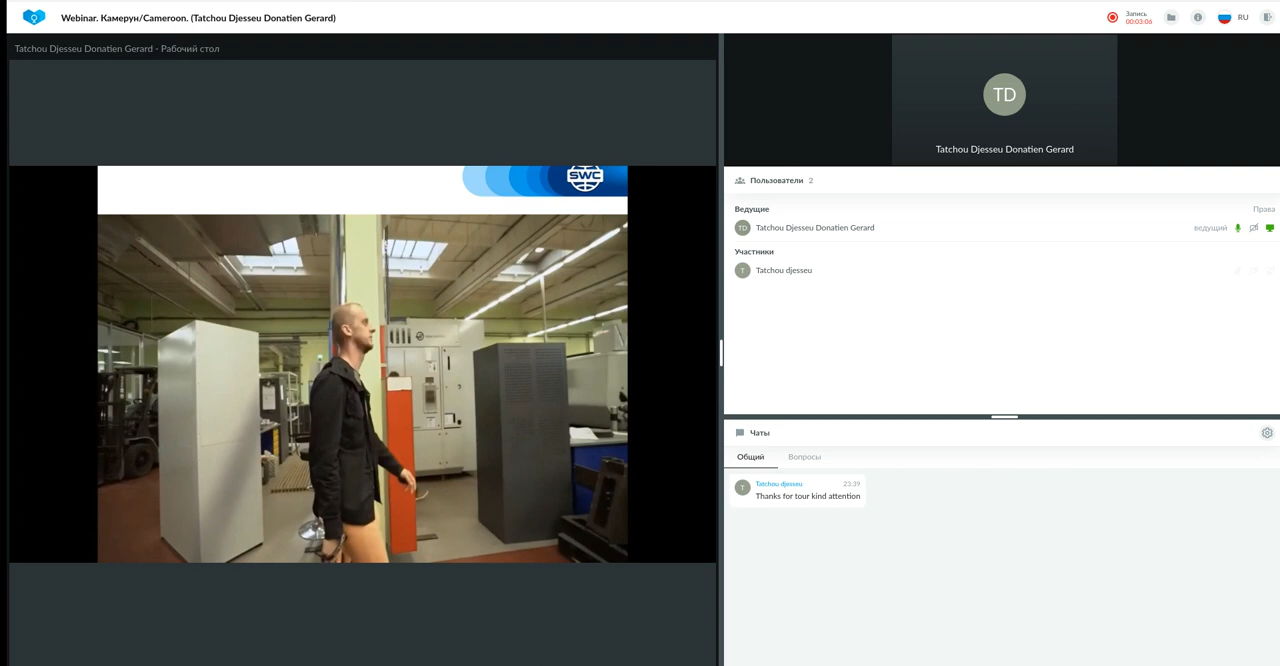 Webinar. Камерун/Cameroon. (Tatchou Djesseu Donatien Gerard)
Запись
00:03:06
RU
Tatchou Djesseu Donatien Gerard - Рабочий стол
SWC
TD
Tatchou Djesseu Donatien Gerard
Пользователи 2
Ведущие Права
TD Tatchou Djesseu Donatien Gerard ведущий
Участники
T Tatchou djesseu
Чаты
Общий Вопросы
T Tatchou djesseu 23:39
Thanks for tour kind attention